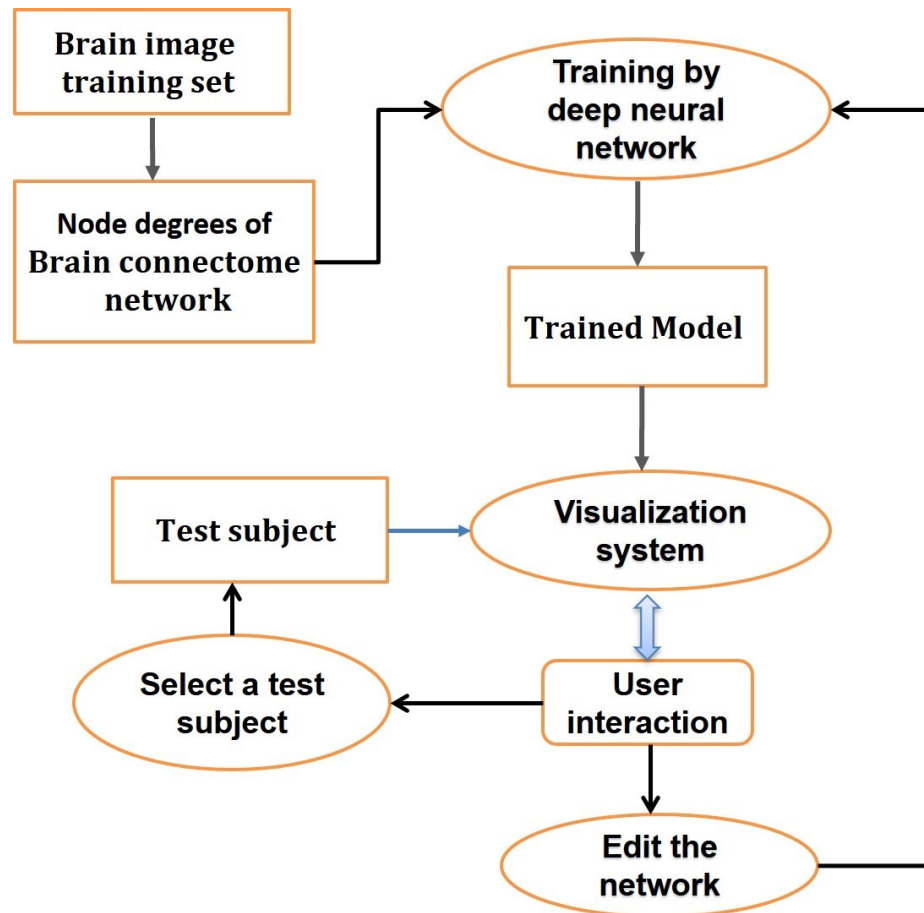 Brain image
training set
Training by
deep neural
network
Node degrees of
Brain connectome
network
Trained Model
Test subject
Visualization
system
Select a test
subject
User
interaction
Edit the
network